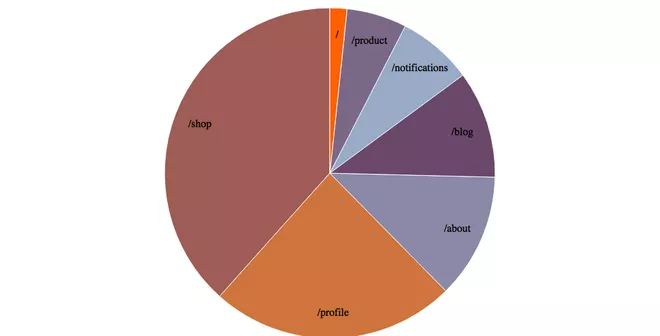 /
/product
/notifications
/blog
/shop
/about
/profile